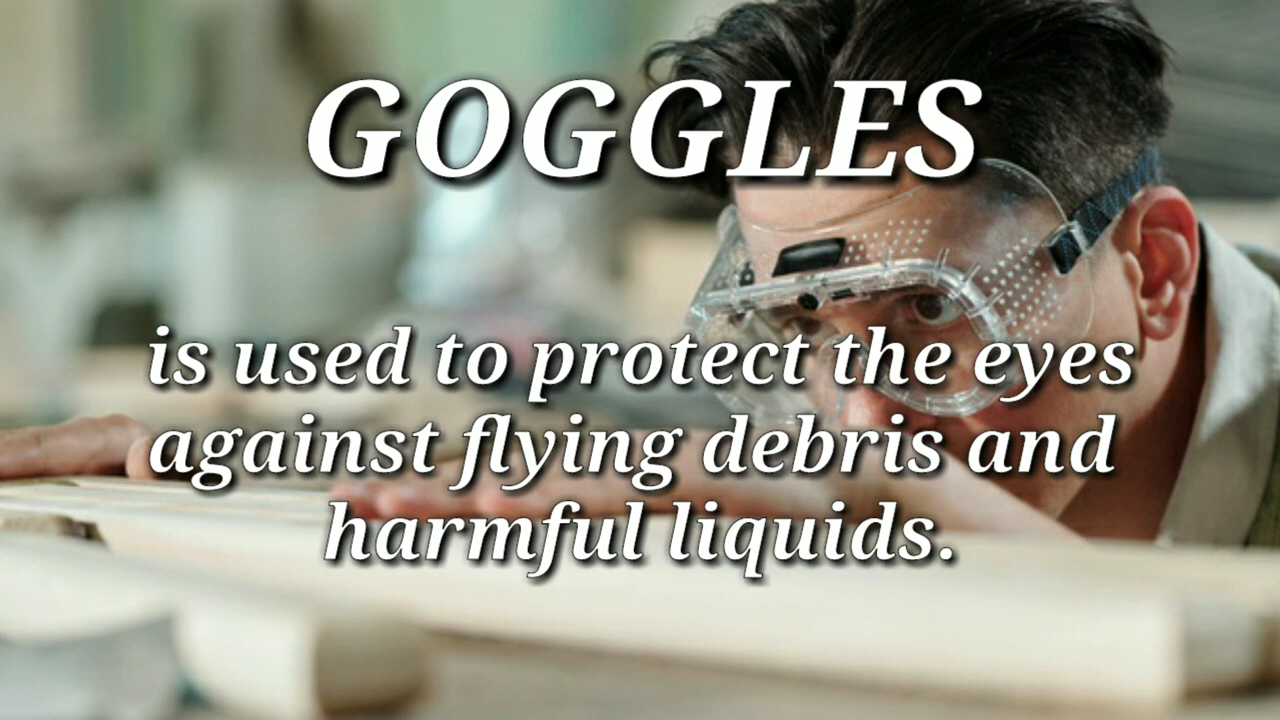 GOGGLES
is used to protect the eyes
against flying debris and
harmful liquids.